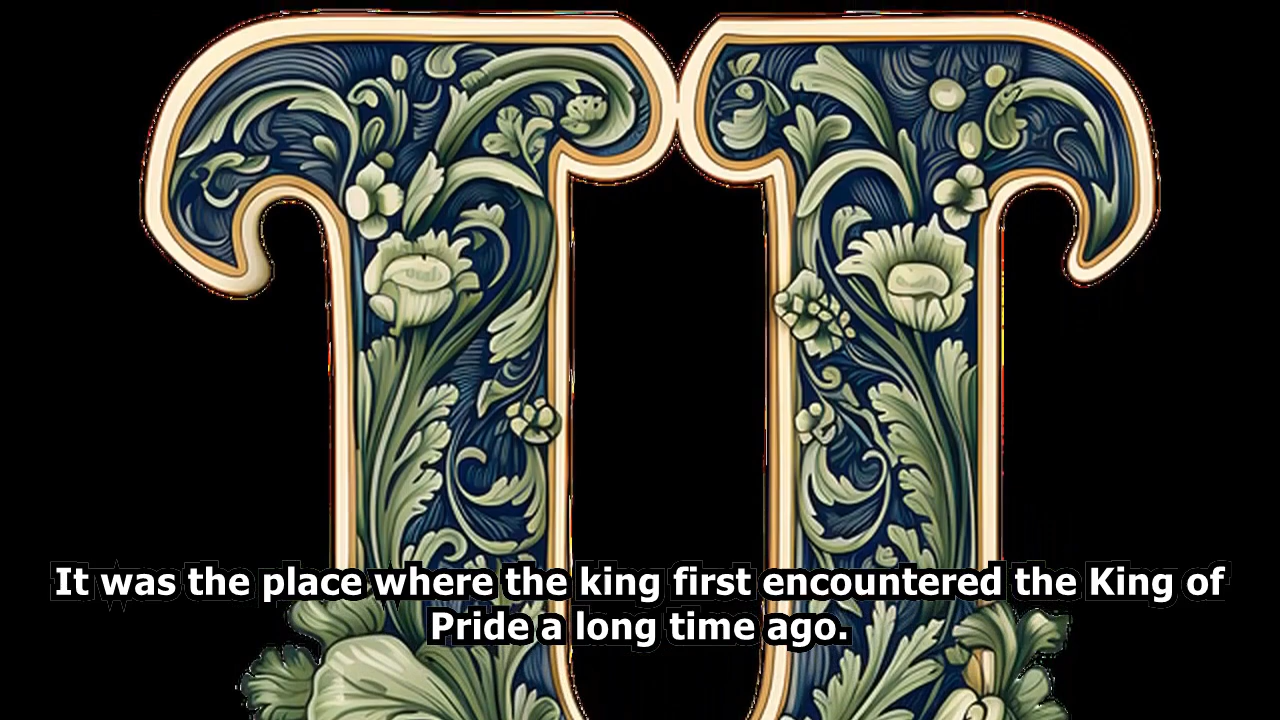 It was the place where the king first encountered the King of
Pride a long time ago.